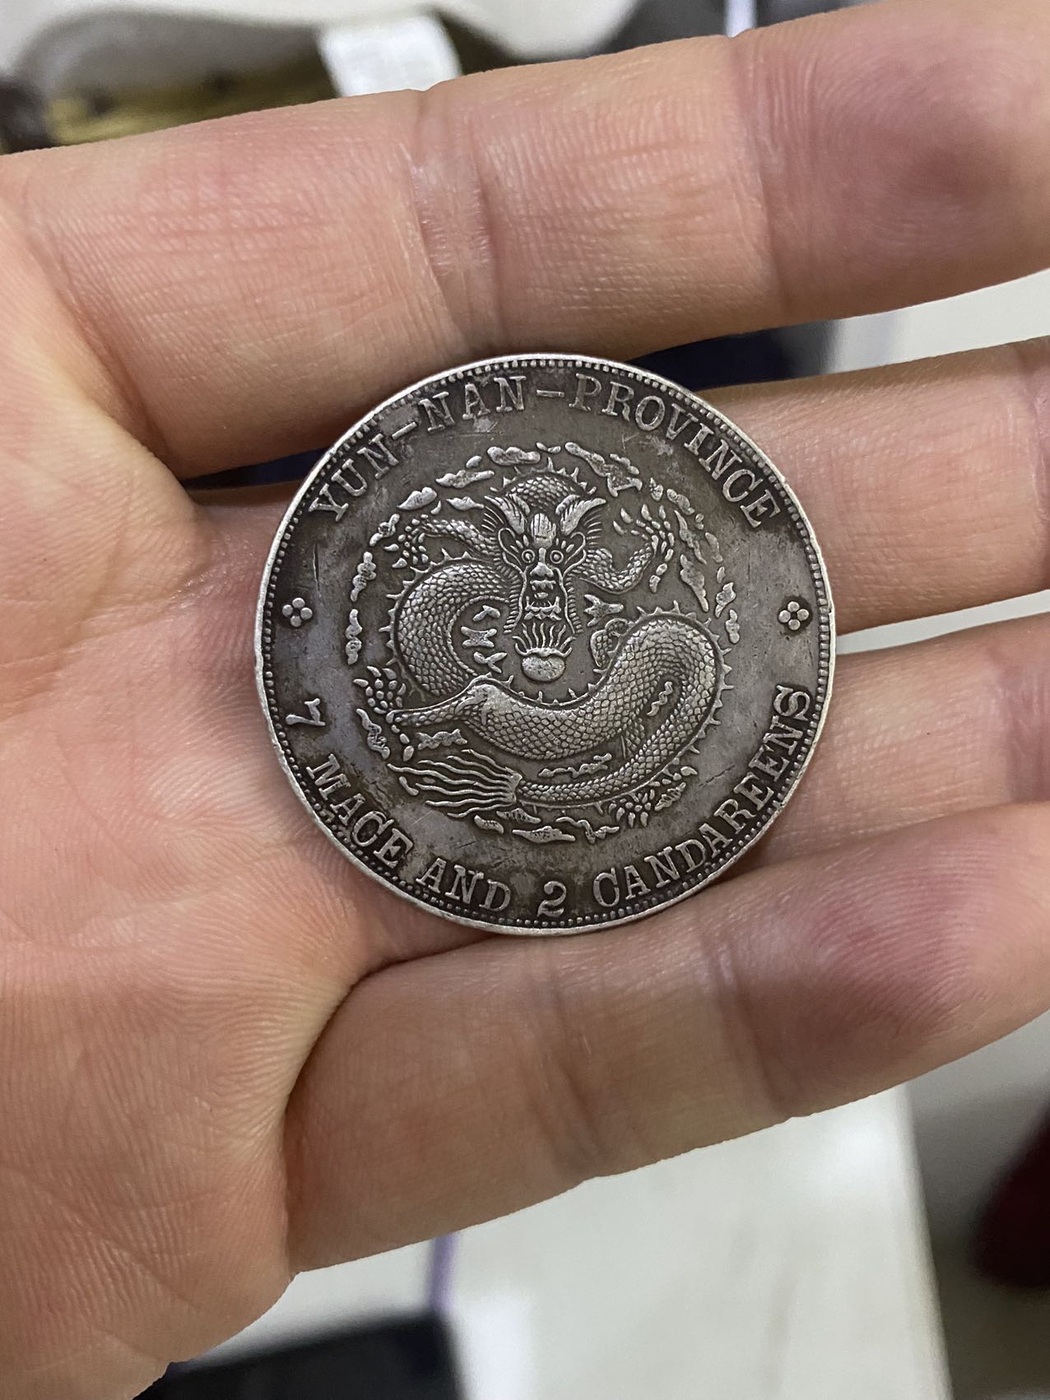 YUN-NAN-PROVINCE
7 MACE AND 2 CANDAREENS